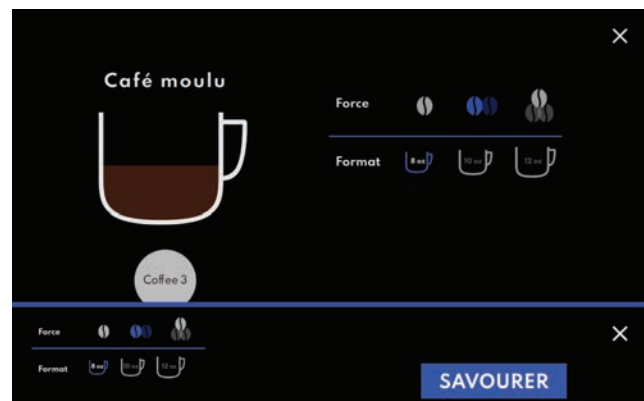 Café moulu
Force
Format 8 oz 10 oz 12 oz
Coffee 3
Force
Format 8 oz 10 oz 12 oz
SAVOURER